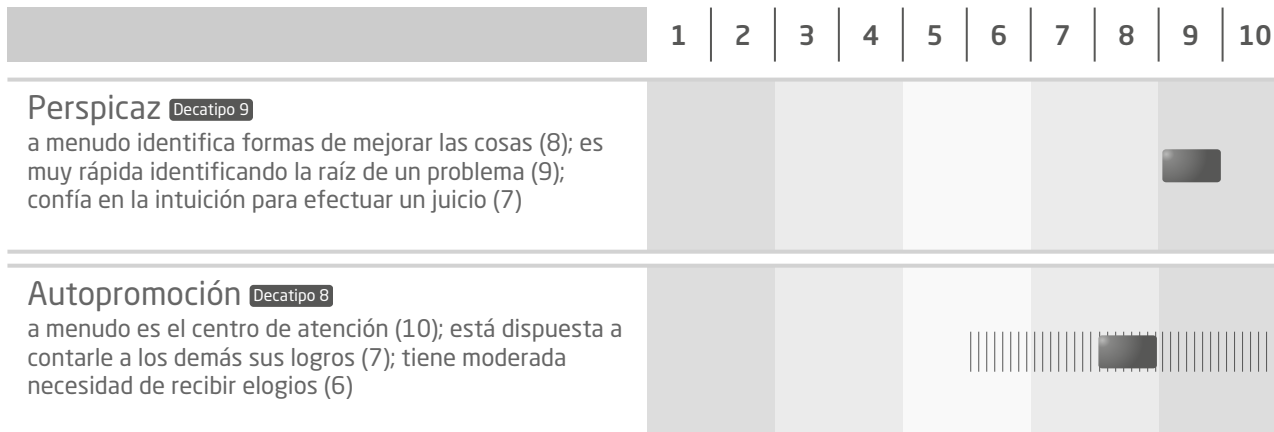 1 2 3 4 5 6 7 8 9 10
Perspicaz Decatipo 9
a menudo identifica formas de mejorar las cosas (8); es
muy rápida identificando la raíz de un problema (9);
confía en la intuición para efectuar un juicio (7)
Autopromoción Decatipo 8
a menudo es el centro de atención (10); está dispuesta a
contarle a los demás sus logros (7); tiene moderada
necesidad de recibir elogios (6)